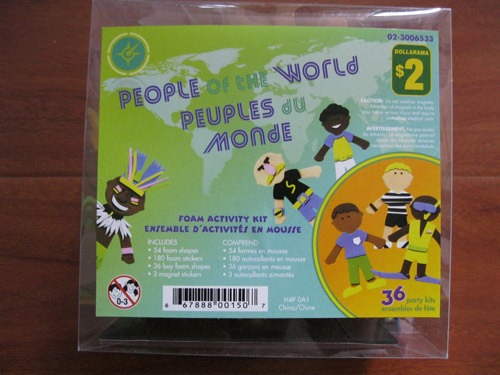 02-3006533
DOLLARAMA
$2
PEOPLE OF THE WORLD
PEUPLES DU
MONDE
FOAM ACTIVITY KIT
ENSEMBLE D'ACTIVITÉS EN MOUSSE
INCLUDES
• 54 foam shapes
• 180 foam stickers
• 36 boy foam shapes
• 3 magnet stickers
COMPREND
• 54 formes en mousse
• 180 autocollants en mousse
• 36 garçons en mousse
• 3 autocollants aimantés
0-3
6 67888 00150 7
H4P 0A1
China/Chine
36 party kits
ensembles de fête